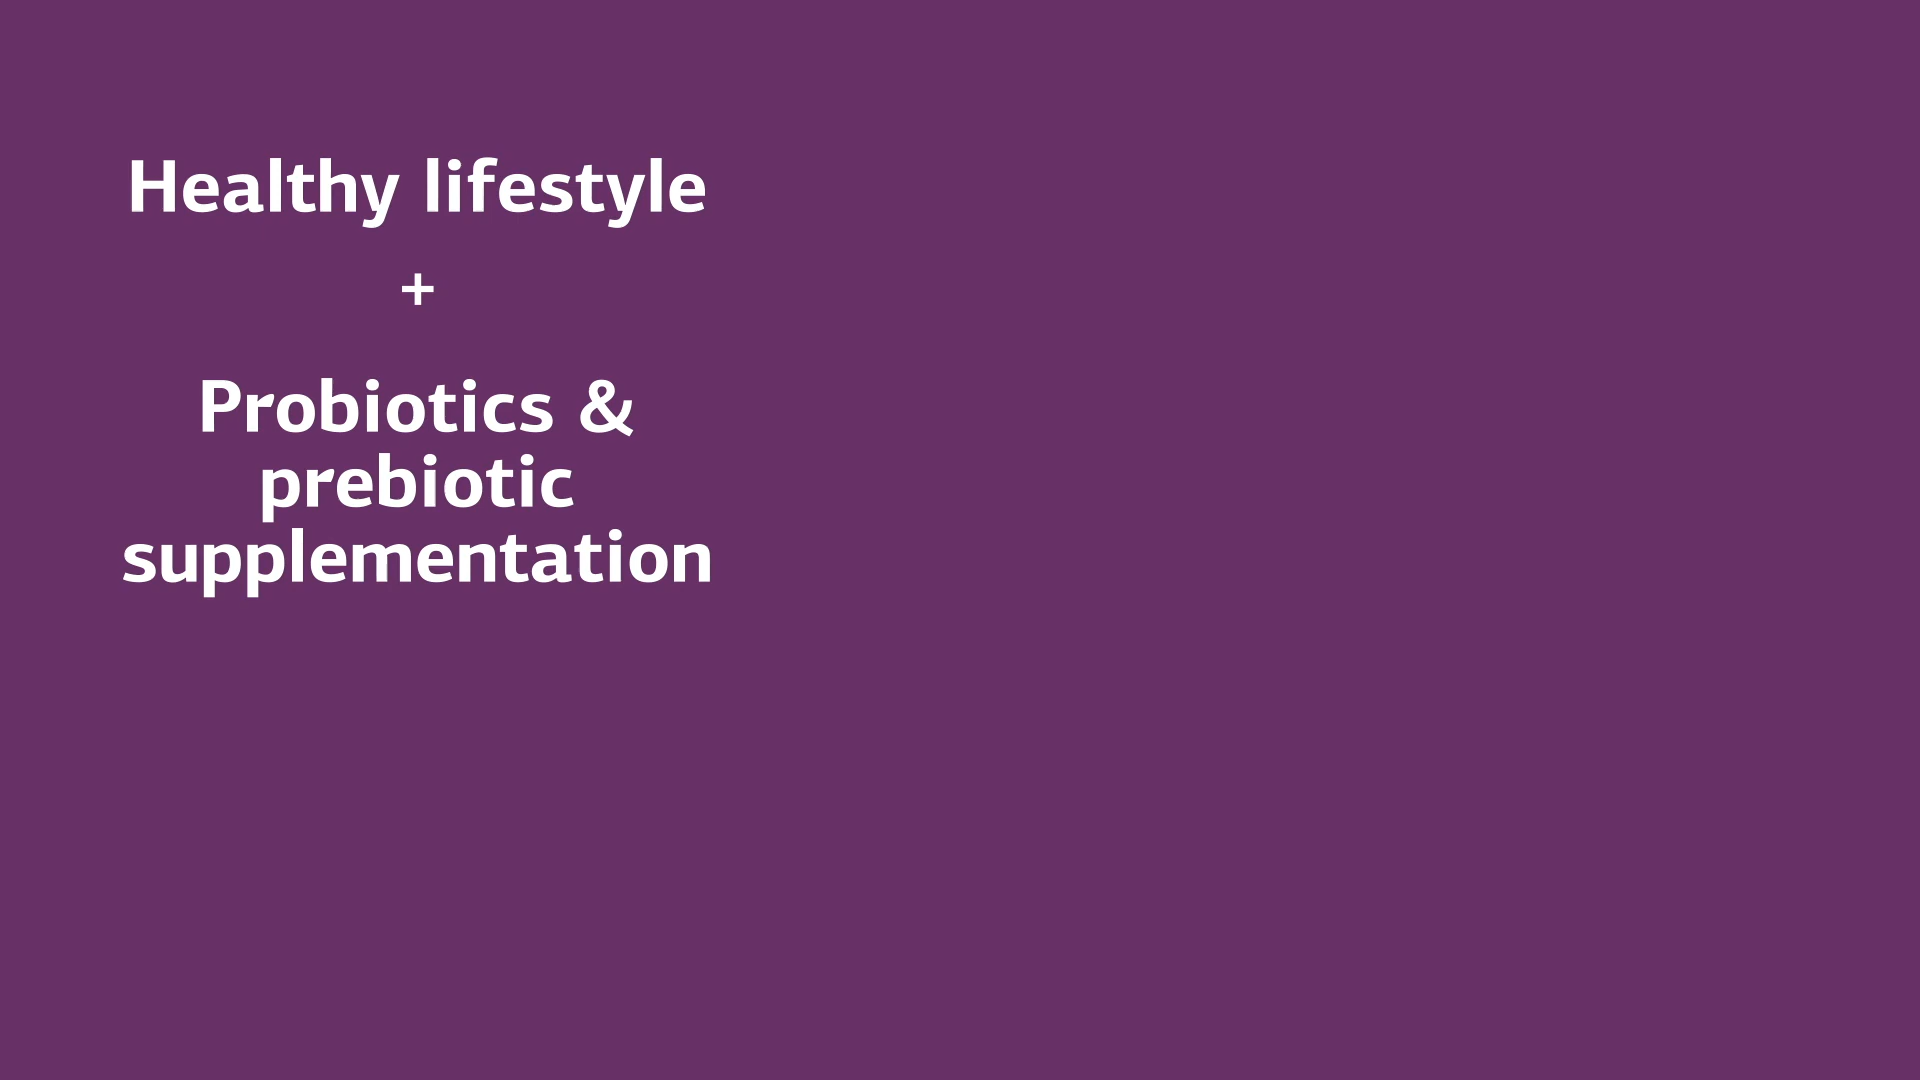 Healthy lifestyle
+
Probiotics &
prebiotic
supplementation